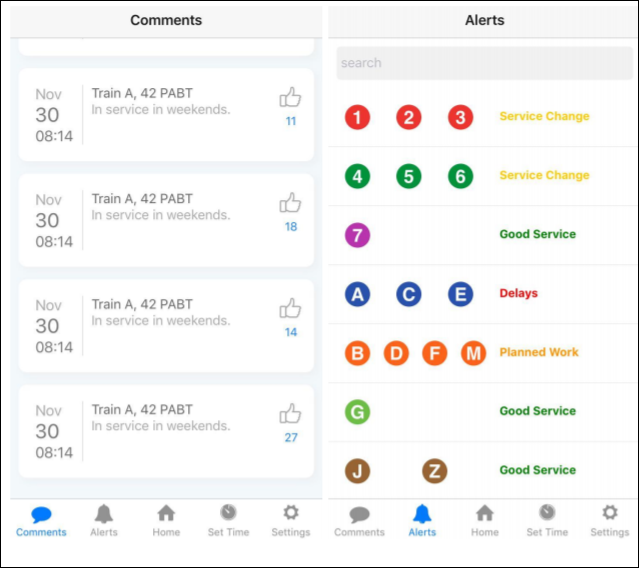 Comments
Nov
30
08:14
Train A, 42 PABT
In service in weekends.
11
Nov
30
08:14
Train A, 42 PABT
In service in weekends.
18
Nov
30
08:14
Train A, 42 PABT
In service in weekends.
14
Nov
30
08:14
Train A, 42 PABT
In service in weekends.
27
Comments Alerts Home Set Time Settings
Alerts
search
1 2 3 Service Change
4 5 6 Service Change
7 Good Service
A C E Delays
B D F M Planned Work
G Good Service
J Z Good Service
Comments Alerts Home Set Time Settings